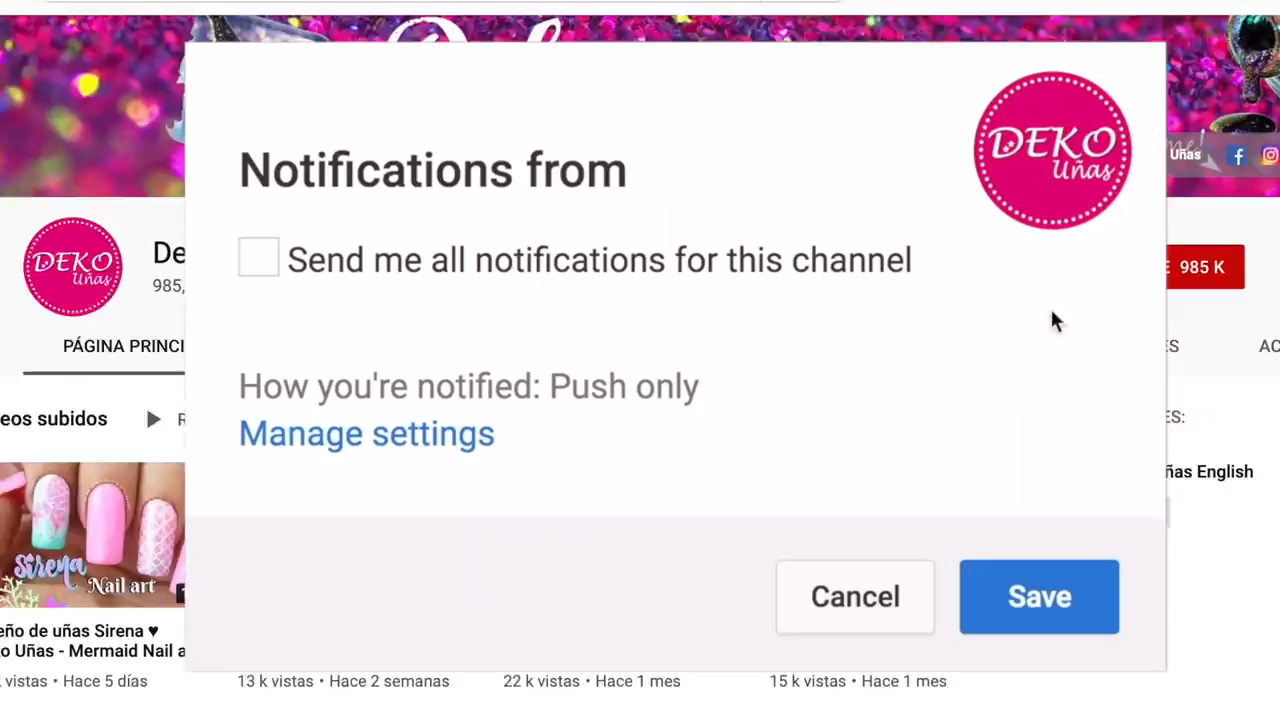 Notifications from
DEKO
Uñas
Send me all notifications for this channel
How you're notified: Push only
Manage settings
Cancel
Save
Uñas
DEKO
Uñas
De
985,
985 K
PÁGINA PRINCI
ES
AC
eos subidos
R
ES:
ñas English
Sirena
Nail art
eño de uñas Sirena ♥
o Uñas - Mermaid Nail a
vistas • Hace 5 días
13 k vistas • Hace 2 semanas
22 k vistas • Hace 1 mes
15 k vistas • Hace 1 mes